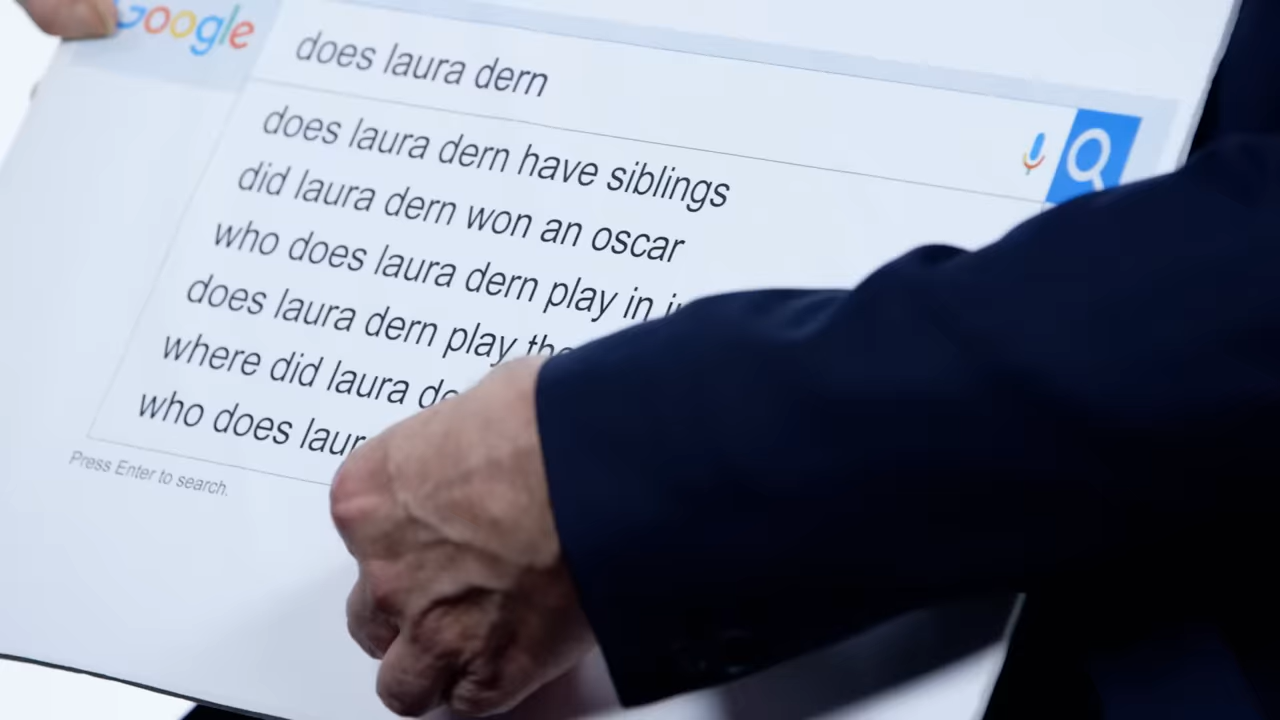 Google
does laura dern
does laura dern have siblings
did laura dern won an oscar
who does laura dern play in
does laura dern play
where did laura
who does
Press Enter to search.